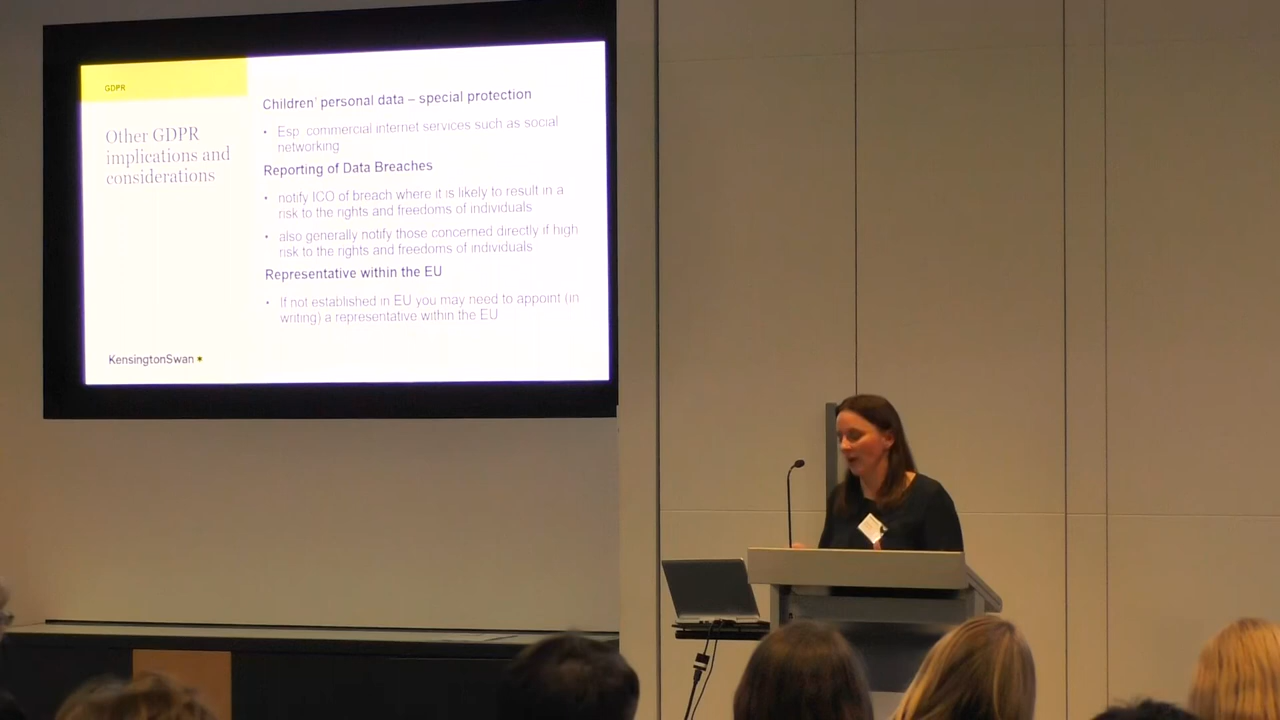 GDPR
Other GDPR
implications and
considerations
Children' personal data – special protection
• Esp commercial internet services such as social
networking
Reporting of Data Breaches
• notify ICO of breach where it is likely to result in a
risk to the rights and freedoms of individuals
• also generally notify those concerned directly if high
risk to the rights and freedoms of individuals
Representative within the EU
• If not established in EU you may need to appoint (in
writing) a representative within the EU
KensingtonSwan